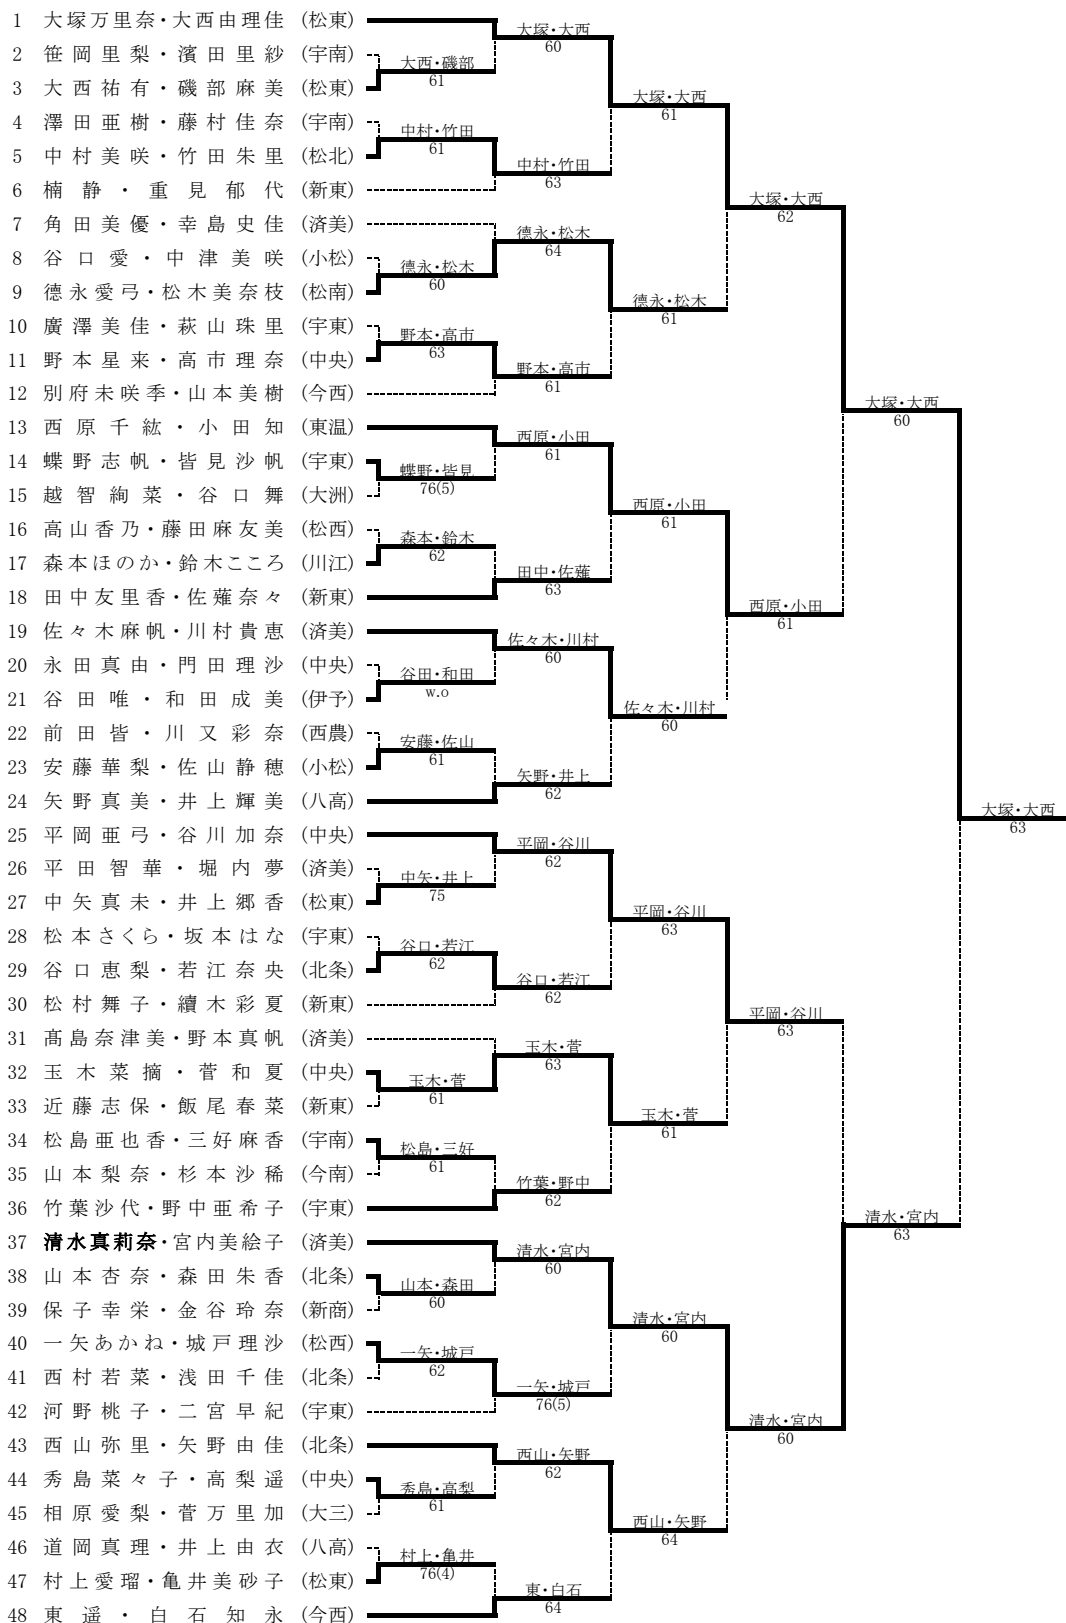 1 大塚万里奈・大西由理佳 (松東)
2 笹岡里梨・濱田里紗 (宇南)
3 大西祐有・磯部麻美 (松東)
4 澤田亜樹・藤村佳奈 (宇南)
5 中村美咲・竹田朱里 (松北)
6 楠静・重見郁代 (新東)
7 角田美優・幸島史佳 (済美)
8 谷口愛・中津美咲 (小松)
9 德永愛弓・松木美奈枝 (松南)
10 廣澤美佳・萩山珠里 (宇東)
11 野本星来・高市理奈 (中央)
12 別府未咲季・山本美樹 (今西)
13 西原千紘・小田知 (東温)
14 蝶野志帆・皆見沙帆 (宇東)
15 越智絢菜・谷口舞 (大洲)
16 高山香乃・藤田麻友美 (松西)
17 森本ほのか・鈴木こころ (川江)
18 田中友里香・佐薙奈々 (新東)
19 佐々木麻帆・川村貴恵 (済美)
20 永田真由・門田理沙 (中央)
21 谷田唯・和田成美 (伊予)
22 前田皆・川又彩奈 (西農)
23 安藤華梨・佐山静穂 (小松)
24 矢野真美・井上輝美 (八高)
25 平岡亜弓・谷川加奈 (中央)
26 平田智華・堀内夢 (済美)
27 中矢真未・井上郷香 (松東)
28 松本さくら・坂本はな (宇東)
29 谷口恵梨・若江奈央 (北条)
30 松村舞子・續木彩夏 (新東)
31 髙島奈津美・野本真帆 (済美)
32 玉木菜摘・菅和夏 (中央)
33 近藤志保・飯尾春菜 (新東)
34 松島亜也香・三好麻香 (宇南)
35 山本梨奈・杉本沙稀 (今南)
36 竹葉沙代・野中亜希子 (宇東)
37 清水真莉奈・宮内美絵子 (済美)
38 山本杏奈・森田朱香 (北条)
39 保子幸栄・金谷玲奈 (新商)
40 一矢あかね・城戸理沙 (松西)
41 西村若菜・浅田千佳 (北条)
42 河野桃子・二宮早紀 (宇東)
43 西山弥里・矢野由佳 (北条)
44 秀島菜々子・高梨遥 (中央)
45 相原愛梨・菅万里加 (大三)
46 道岡真理・井上由衣 (八高)
47 村上愛瑠・亀井美砂子 (松東)
48 東遥・白石知永 (今西)
大西・磯部
61
中村・竹田
61
德永・松木
60
野本・高市
63
蝶野・皆見
76(5)
森本・鈴木
62
谷田・和田
w.o
安藤・佐山
61
中矢・井上
75
谷口・若江
62
玉木・菅
61
松島・三好
61
山本・森田
60
一矢・城戸
62
秀島・高梨
61
村上・亀井
76(4)
大塚・大西
60
中村・竹田
63
德永・松木
64
野本・高市
61
西原・小田
61
田中・佐薙
63
佐々木・川村
60
矢野・井上
62
平岡・谷川
62
谷口・若江
62
玉木・菅
63
竹葉・野中
62
清水・宮内
60
一矢・城戸
76(5)
西山・矢野
62
東・白石
64
大塚・大西
61
德永・松木
61
西原・小田
61
佐々木・川村
60
平岡・谷川
63
玉木・菅
61
清水・宮内
60
西山・矢野
64
大塚・大西
62
西原・小田
61
平岡・谷川
63
清水・宮内
60
大塚・大西
60
清水・宮内
63
大塚・大西
63